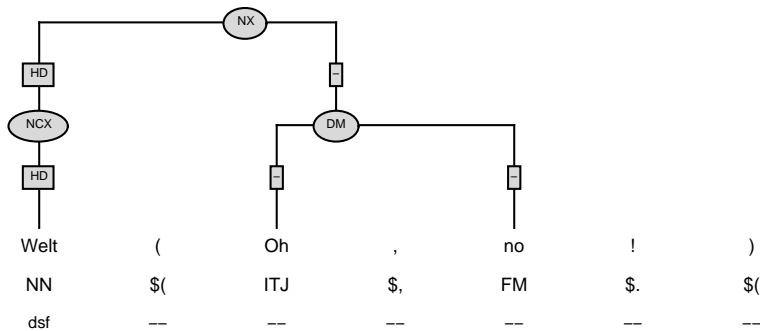 NX
HD –
NCX DM
HD – –
Welt ( Oh , no ! )
NN $( ITJ $, FM $. $(
dsf –– –– –– –– –– ––